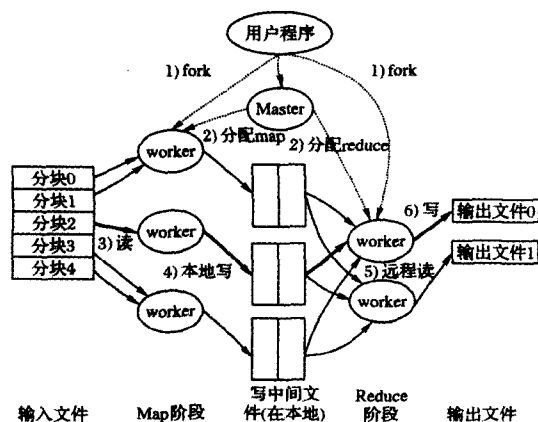 用户程序
1) fork
1) fork
Master
2) 分配map
2) 分配reduce
worker
分块0
分块1
分块2
分块3
分块4
3) 读
worker
4) 本地写
worker
worker
6) 写
5) 远程读
worker
输出文件0
输出文件1
输入文件
Map阶段
写中间文
件(在本地)
Reduce
阶段
输出文件